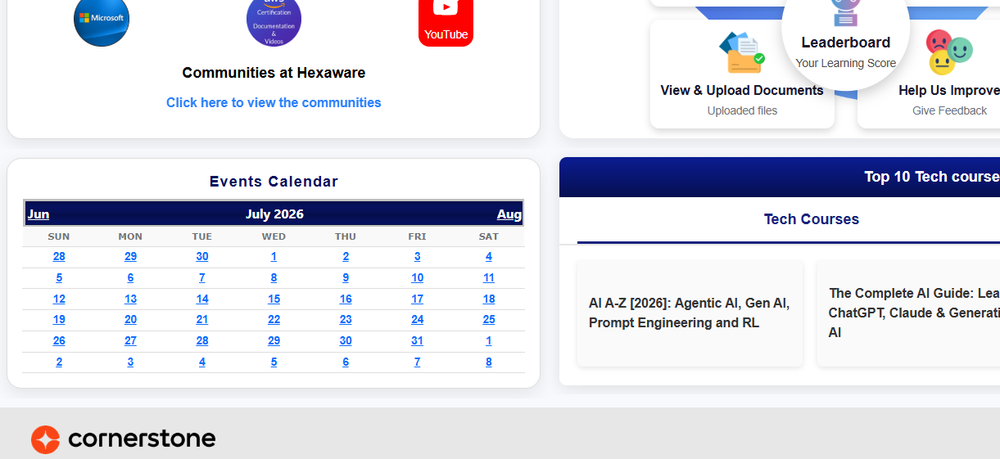 Microsoft
aws
Certification
Documentation
&
Videos
YouTube
Communities at Hexaware
Click here to view the communities
Leaderboard
Your Learning Score
View & Upload Documents
Uploaded files
Help Us Improve
Give Feedback
Events Calendar
Jun July 2026 Aug
SUN MON TUE WED THU FRI SAT
28 29 30 1 2 3 4
5 6 7 8 9 10 11
12 13 14 15 16 17 18
19 20 21 22 23 24 25
26 27 28 29 30 31 1
2 3 4 5 6 7 8
Top 10 Tech course
Tech Courses
AI A-Z [2026]: Agentic AI, Gen AI,
Prompt Engineering and RL
The Complete AI Guide: Lea
ChatGPT, Claude & Generati
AI
cornerstone